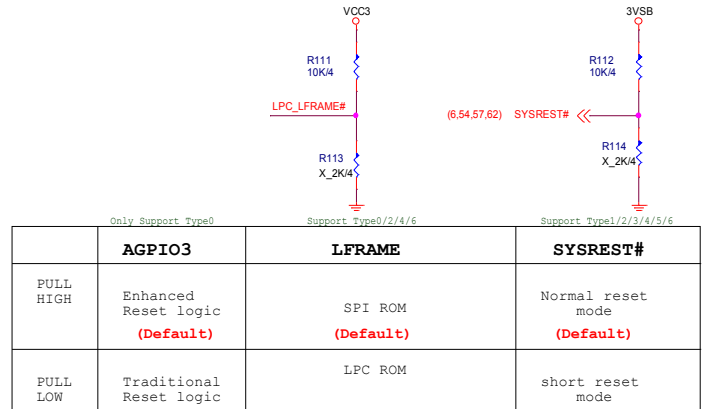 VCC3 3VSB
R111 R112
10K/4 10K/4
LPC_LFRAME# (6,54,57,62) SYSREST#
R113 R114
X_2K/4 X_2K/4
Only Support Type0 Support Type0/2/4/6 Support Type1/2/3/4/5/6
AGPIO3 LFRAME SYSREST#
PULL HIGH Enhanced Reset logic SPI ROM Normal reset mode
(Default) (Default) (Default)
PULL LOW Traditional Reset logic LPC ROM short reset mode